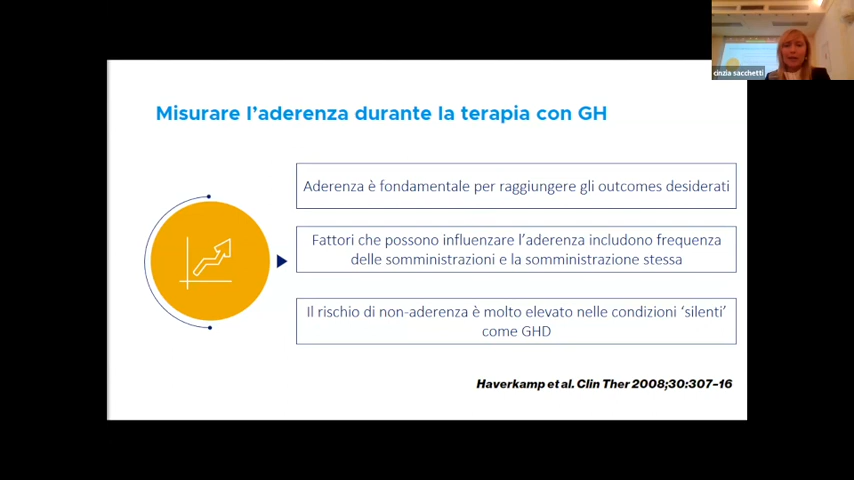 cinzia sacchetti
Misurare l'aderenza durante la terapia con GH
Aderenza è fondamentale per raggiungere gli outcomes desiderati
Fattori che possono influenzare l'aderenza includono frequenza
delle somministrazioni e la somministrazione stessa
Il rischio di non-aderenza è molto elevato nelle condizioni 'silenti'
come GHD
Haverkamp et al. Clin Ther 2008;30:307–16